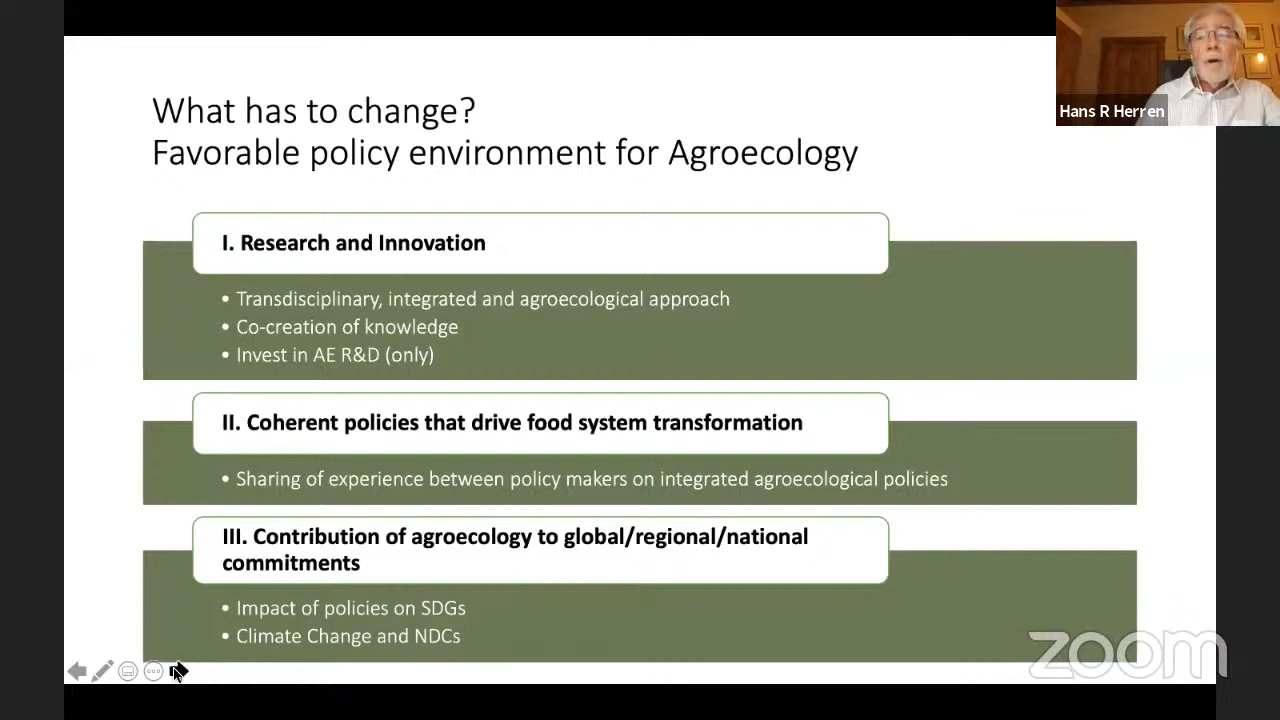 What has to change?
Favorable policy environment for Agroecology
I. Research and Innovation
• Transdisciplinary, integrated and agroecological approach
• Co-creation of knowledge
• Invest in AE R&D (only)
II. Coherent policies that drive food system transformation
• Sharing of experience between policy makers on integrated agroecological policies
III. Contribution of agroecology to global/regional/national
commitments
• Impact of policies on SDGs
• Climate Change and NDCs
Hans R Herren
zoom